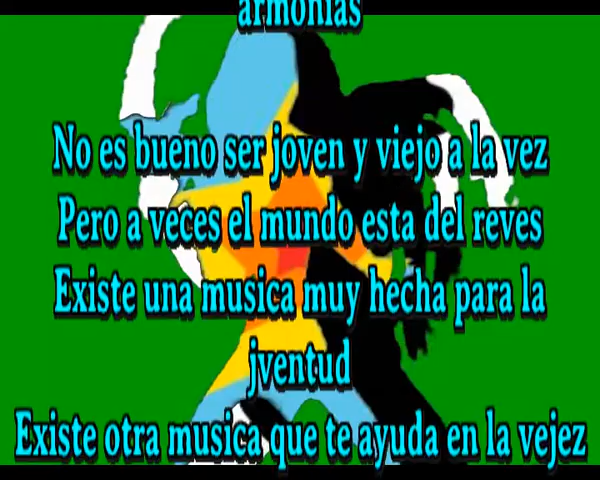 armonias
No es bueno ser joven y viejo a la vez
Pero a veces el mundo esta del reves
Existe una musica muy hecha para la
jventud
Existe otra musica que te ayuda en la vejez